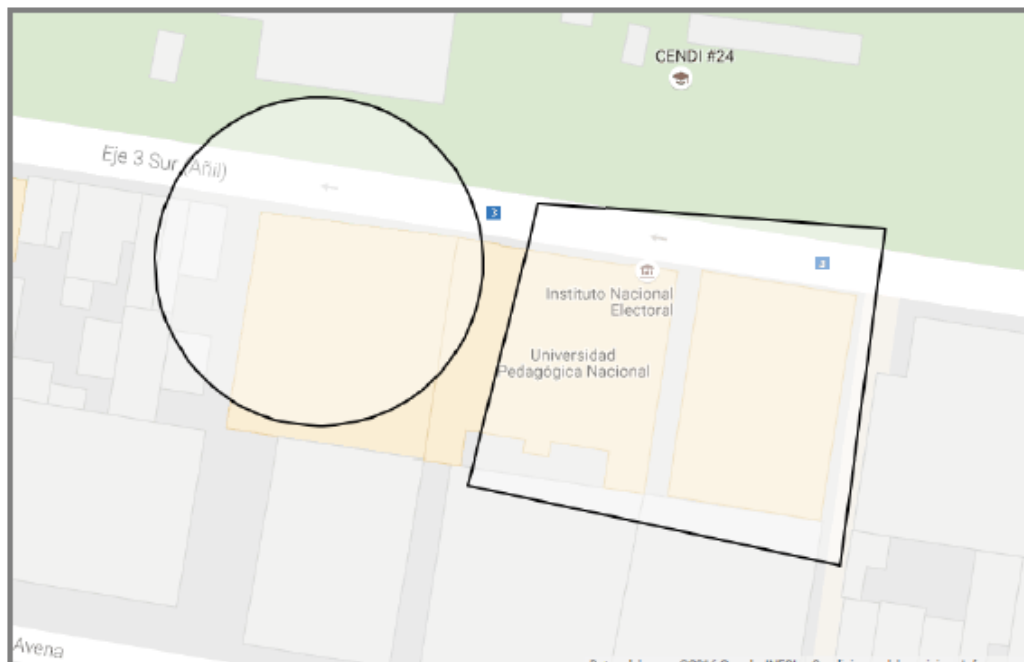 CENDI #24
Eje 3 Sur (Añil)
3
3
Instituto Nacional
Electoral
Universidad
Pedagógica Nacional
Avena